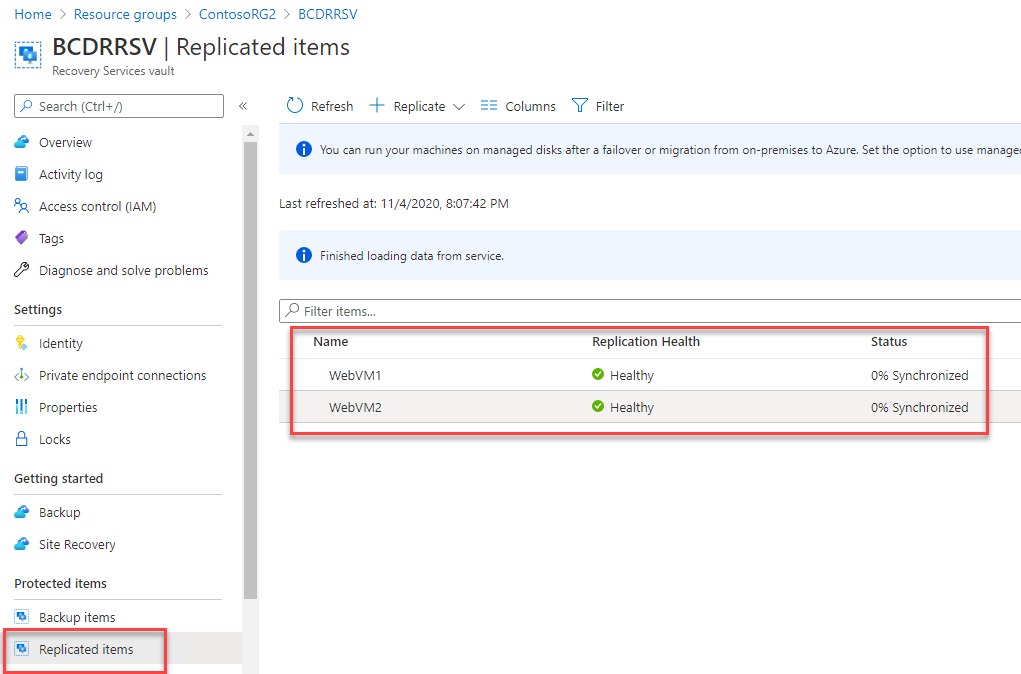 Home > Resource groups > ContosoRG2 > BCDRRSV
BCDRRSV | Replicated items
Recovery Services vault
Search (Ctrl+/)
«
Overview
Activity log
Access control (IAM)
Tags
Diagnose and solve problems
Settings
Identity
Private endpoint connections
Properties
Locks
Getting started
Backup
Site Recovery
Protected items
Backup items
Replicated items
Refresh Replicate Columns Filter
You can run your machines on managed disks after a failover or migration from on-premises to Azure. Set the option to use managed
Last refreshed at: 11/4/2020, 8:07:42 PM
Finished loading data from service.
Filter items...
Name Replication Health Status
WebVM1 Healthy 0% Synchronized
WebVM2 Healthy 0% Synchronized